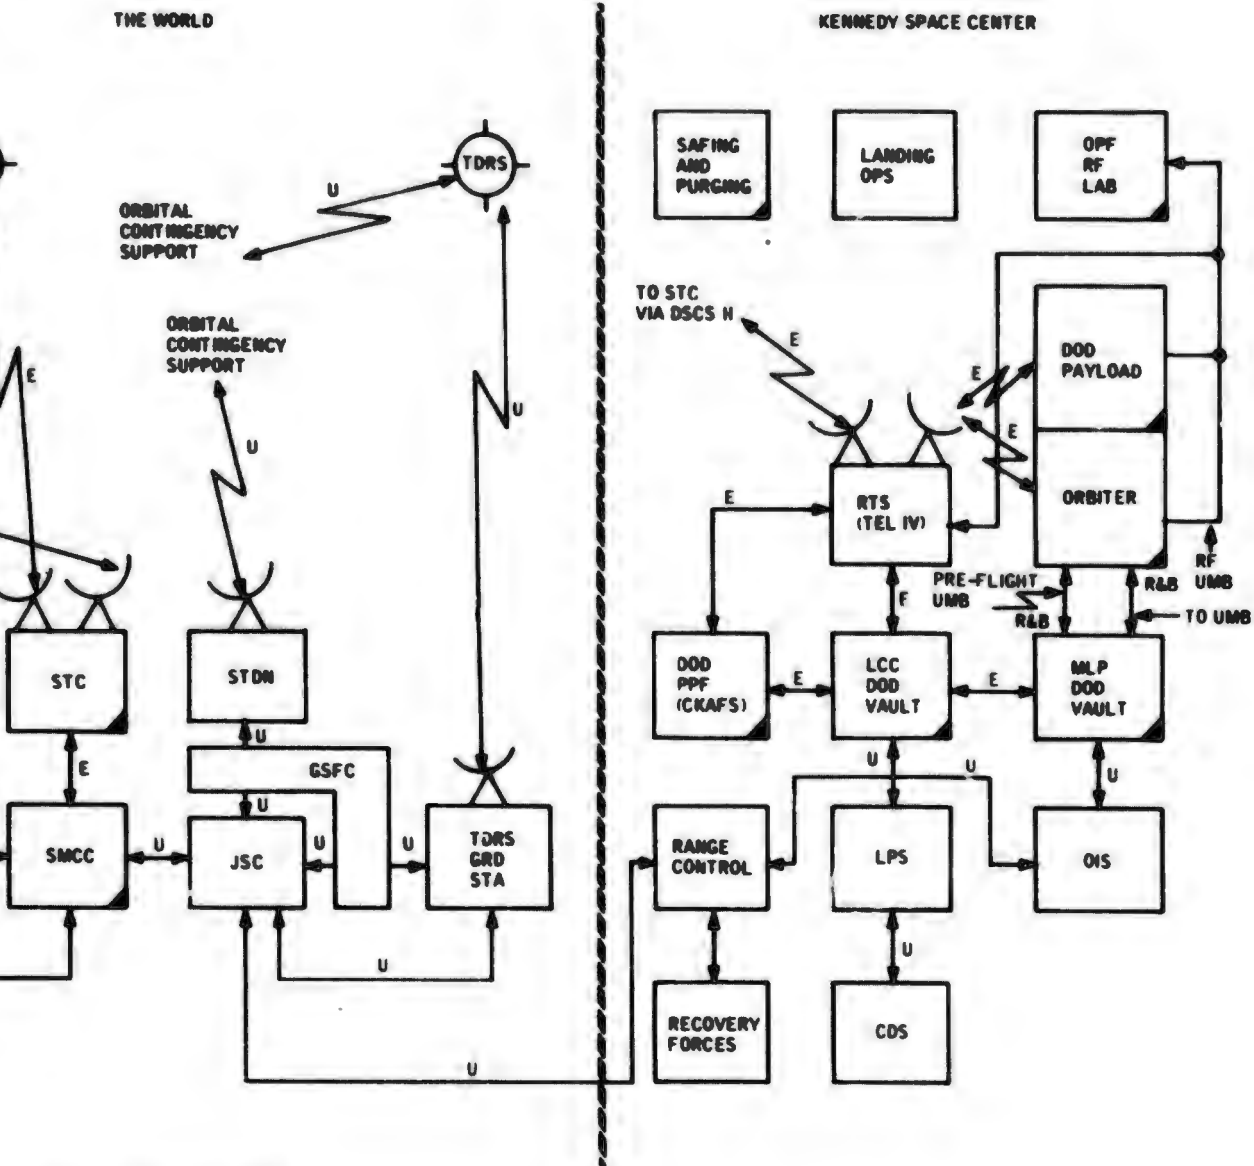 THE WORLD
KENNEDY SPACE CENTER
SAFING
AND
PURGING
LANDING
OPS
OPF
RF
LAB
TDRS
U
ORBITAL
CONTINGENCY
SUPPORT
TO STC
VIA DSCS H
E
ORBITAL
CONTINGENCY
SUPPORT
E
U
U
DOD
PAYLOAD
E
E
ORBITER
RTS
(TEL IV)
E
PRE-FLIGHT
UMB
R&B
R&B
RF
UMB
TO UMB
E
STC
STDN
DOD
PPF
(CKAFS)
E
LCC
DOD
VAULT
E
MLP
DOD
VAULT
U
E
GSFC
U
U
U
U
SMCC
U
JSC
U
U
TDRS
GRD
STA
RANGE
CONTROL
LPS
OIS
U
U
RECOVERY
FORCES
CDS
U